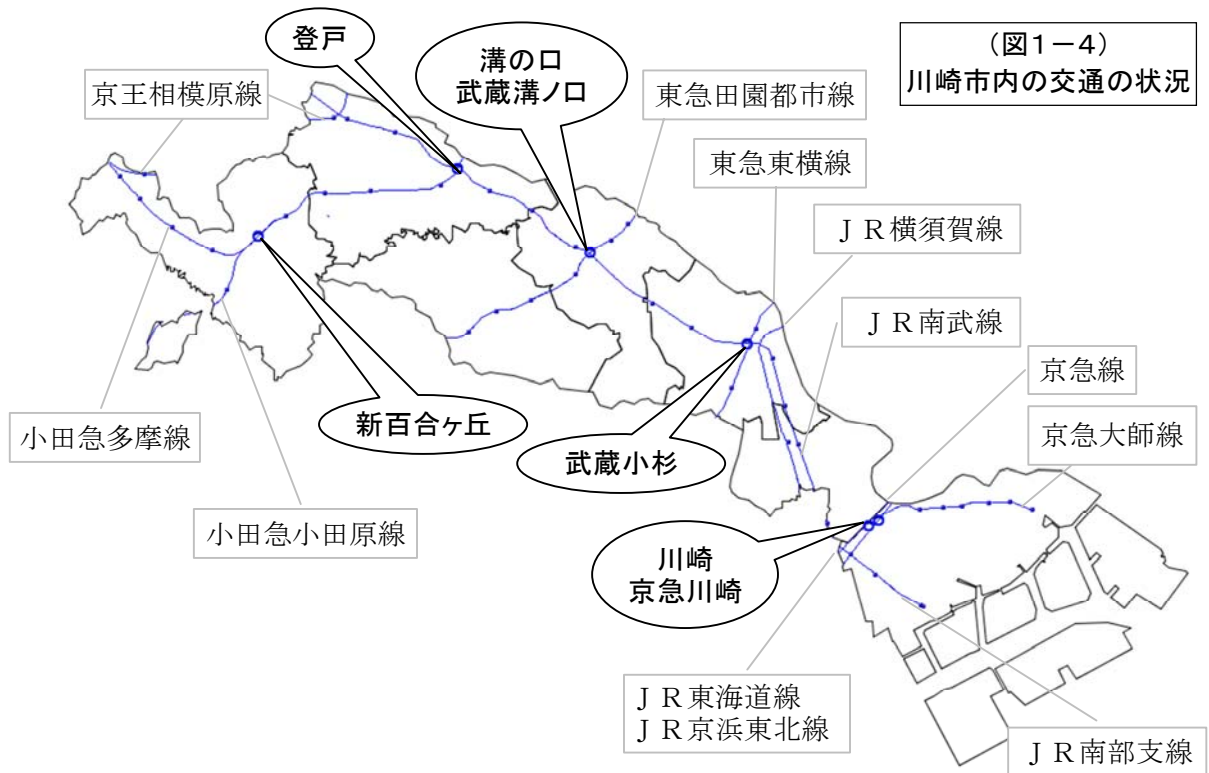 (図1-4)
川崎市内の交通の状況
登戸
溝の口
武蔵溝ノ口
京王相模原線
東急田園都市線
東急東横線
JR横須賀線
JR南武線
京急線
京急大師線
新百合ヶ丘
武蔵小杉
小田急多摩線
小田急小田原線
川崎
京急川崎
JR東海道線
JR京浜東北線
JR南部支線